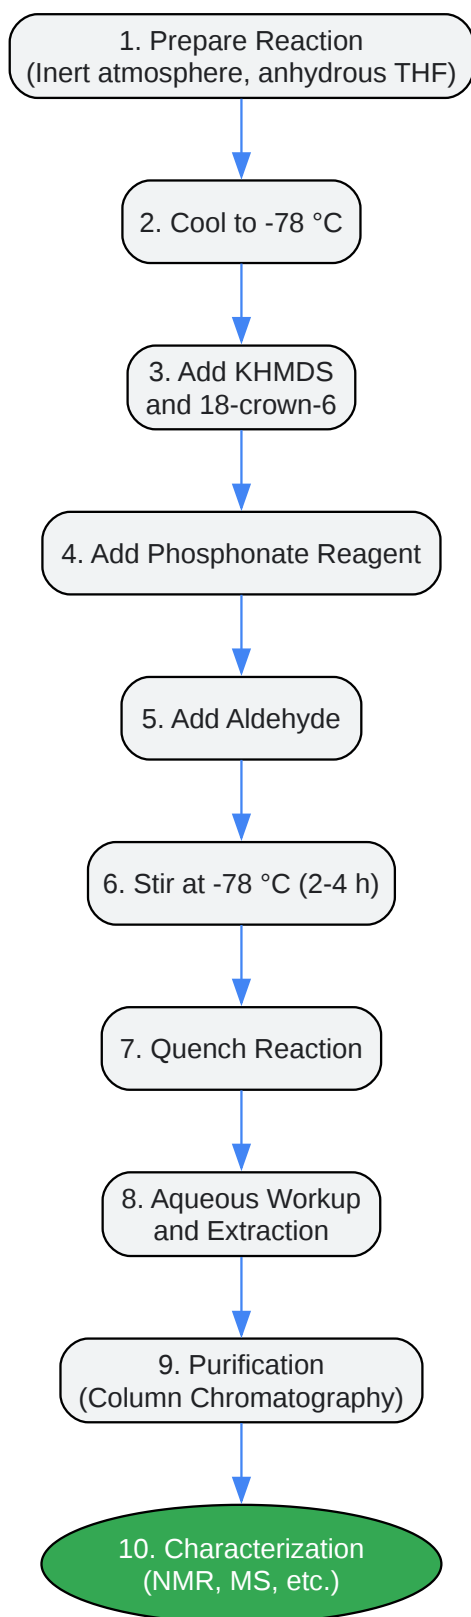 1. Prepare Reaction
(Inert atmosphere, anhydrous THF)
2. Cool to -78 °C
3. Add KHMDS
and 18-crown-6
4. Add Phosphonate Reagent
5. Add Aldehyde
6. Stir at -78 °C (2-4 h)
7. Quench Reaction
8. Aqueous Workup
and Extraction
9. Purification
(Column Chromatography)
10. Characterization
(NMR, MS, etc.)